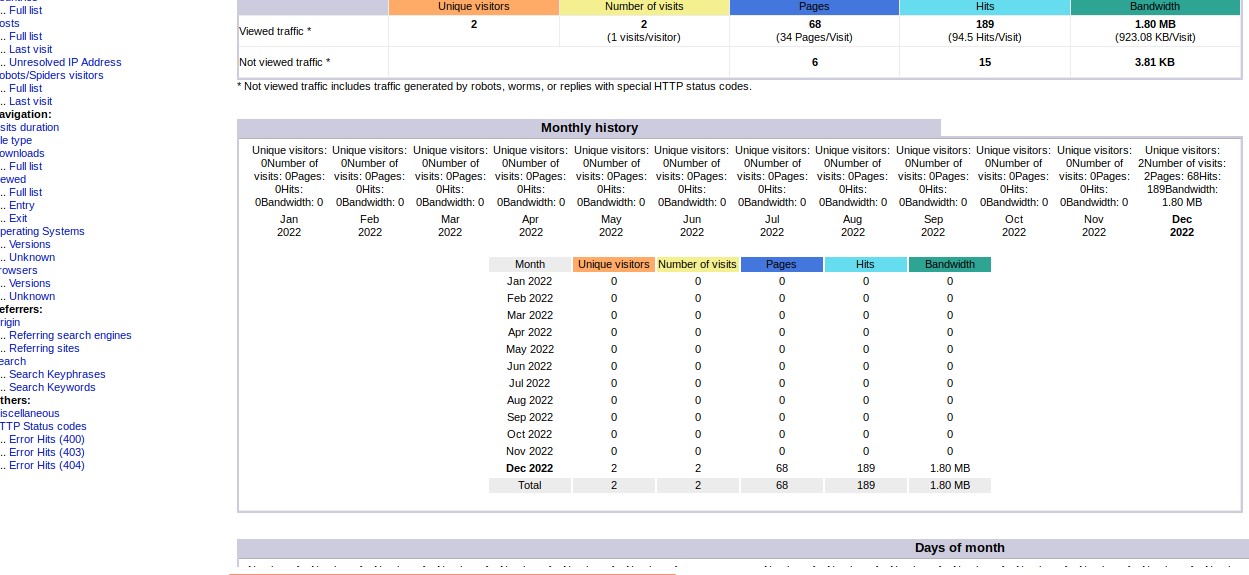 .. Full list
osts
.. Full list
.. Last visit
.. Unresolved IP Address
obots/Spiders visitors
.. Full list
.. Last visit
avigation:
sits duration
le type
ownloads
.. Full list
ewed
.. Full list
.. Entry
.. Exit
perating Systems
.. Versions
.. Unknown
rowsers
.. Versions
.. Unknown
eferrers:
rigin
.. Referring search engines
.. Referring sites
earch
.. Search Keyphrases
.. Search Keywords
thers:
iscellaneous
TTP Status codes
.. Error Hits (400)
.. Error Hits (403)
.. Error Hits (404)
Unique visitors Number of visits Pages Hits Bandwidth
Viewed traffic * 2 2 68 189 1.80 MB
(1 visits/visitor) (34 Pages/Visit) (94.5 Hits/Visit) (923.08 KB/Visit)
Not viewed traffic * 6 15 3.81 KB
* Not viewed traffic includes traffic generated by robots, worms, or replies with special HTTP status codes.
Monthly history
Unique visitors: Unique visitors: Unique visitors: Unique visitors: Unique visitors: Unique visitors: Unique visitors: Unique visitors: Unique visitors: Unique visitors: Unique visitors: Unique visitors:
0Number of 0Number of 0Number of 0Number of 0Number of 0Number of 0Number of 0Number of 0Number of 0Number of 0Number of 2Number of visits:
visits: 0Pages: visits: 0Pages: visits: 0Pages: visits: 0Pages: visits: 0Pages: visits: 0Pages: visits: 0Pages: visits: 0Pages: visits: 0Pages: visits: 0Pages: visits: 0Pages: 2Pages: 68Hits:
0Hits: 0Hits: 0Hits: 0Hits: 0Hits: 0Hits: 0Hits: 0Hits: 0Hits: 0Hits: 0Hits: 189Bandwidth:
0Bandwidth: 0 0Bandwidth: 0 0Bandwidth: 0 0Bandwidth: 0 0Bandwidth: 0 0Bandwidth: 0 0Bandwidth: 0 0Bandwidth: 0 0Bandwidth: 0 0Bandwidth: 0 0Bandwidth: 0 1.80 MB
Jan Feb Mar Apr May Jun Jul Aug Sep Oct Nov Dec
2022 2022 2022 2022 2022 2022 2022 2022 2022 2022 2022 2022
Month Unique visitors Number of visits Pages Hits Bandwidth
Jan 2022 0 0 0 0 0
Feb 2022 0 0 0 0 0
Mar 2022 0 0 0 0 0
Apr 2022 0 0 0 0 0
May 2022 0 0 0 0 0
Jun 2022 0 0 0 0 0
Jul 2022 0 0 0 0 0
Aug 2022 0 0 0 0 0
Sep 2022 0 0 0 0 0
Oct 2022 0 0 0 0 0
Nov 2022 0 0 0 0 0
Dec 2022 2 2 68 189 1.80 MB
Total 2 2 68 189 1.80 MB
Days of month